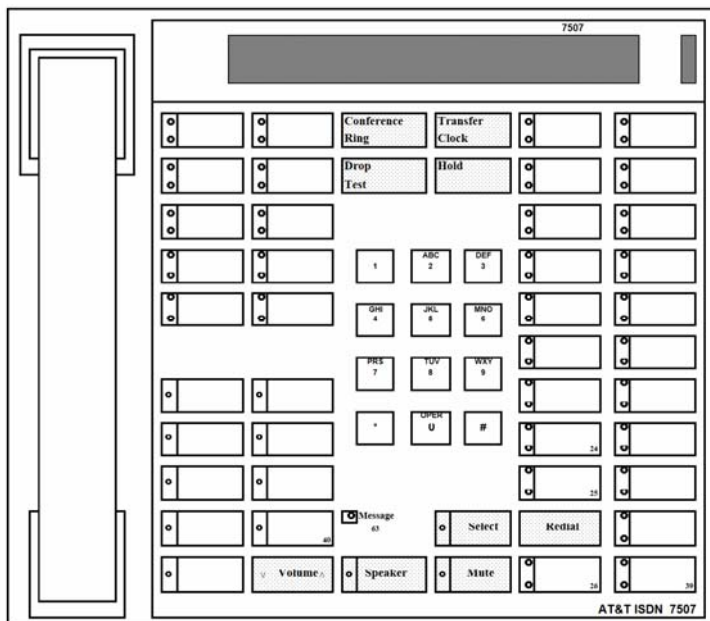 7507
Conference
Ring
Transfer
Clock
Drop
Test
Hold
1
ABC
2
DEF
3
GHI
4
JKL
5
MNO
6
PRS
7
TUV
8
WXY
9
*
OPER
0
#
24
25
40
Message
63
Select
Redial
Volume
Speaker
Mute
26
39
AT&T ISDN 7507